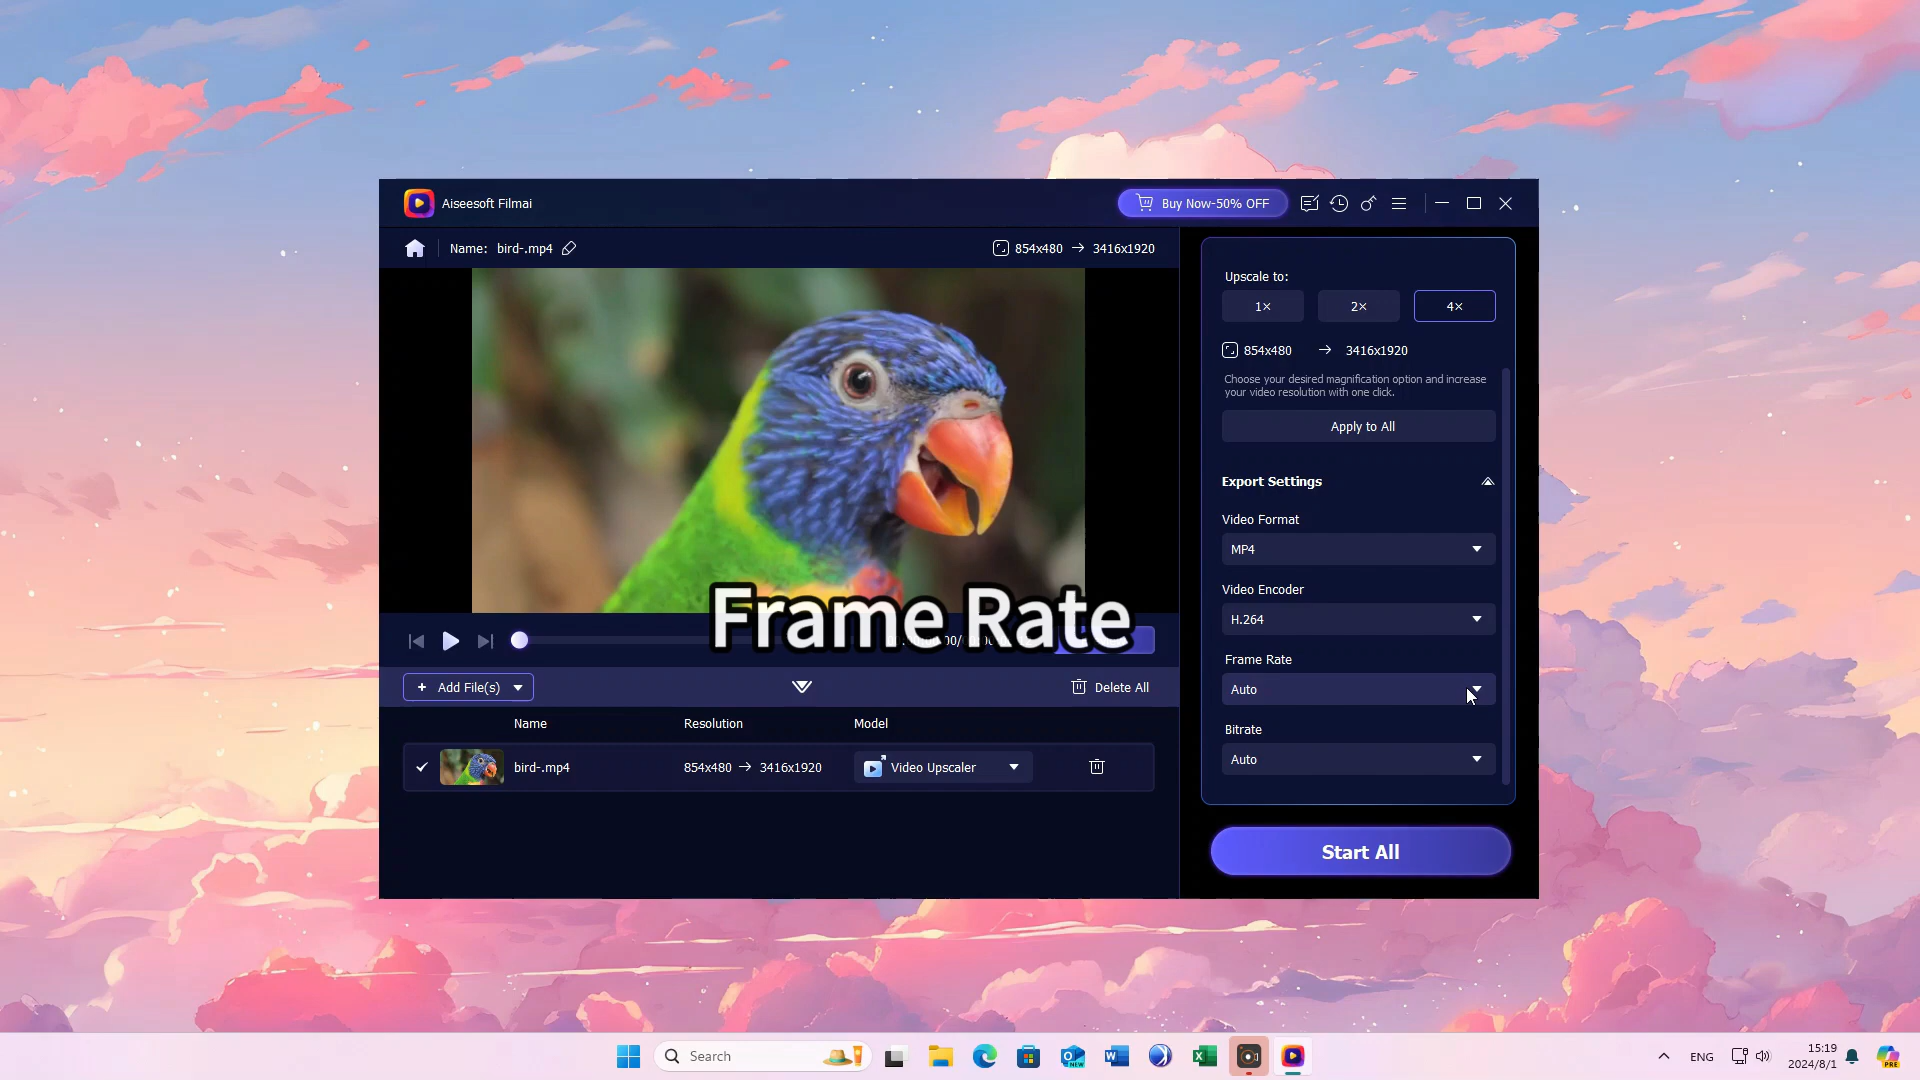 Aiseesoft Filmai
Buy Now-50% OFF
Name: bird-.mp4
854x480 → 3416x1920
Upscale to:
1×
2×
4×
854x480 → 3416x1920
Choose your desired magnification option and increase
your video resolution with one click.
Apply to All
Export Settings
Video Format
MP4
Video Encoder
H.264
Frame Rate
Frame Rate
Auto
Bitrate
Auto
+ Add File(s)
Delete All
Name Resolution Model
bird-.mp4 854x480 → 3416x1920 Video Upscaler
Start All
Search
NEW
ENG
15:19
2024/8/1
PRE